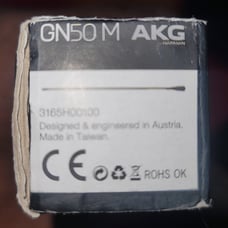 GN50 M AKG
HARMAN
3165H00100
Designed & engineered in Austria.
Made in Taiwan.
CE ROHS OK